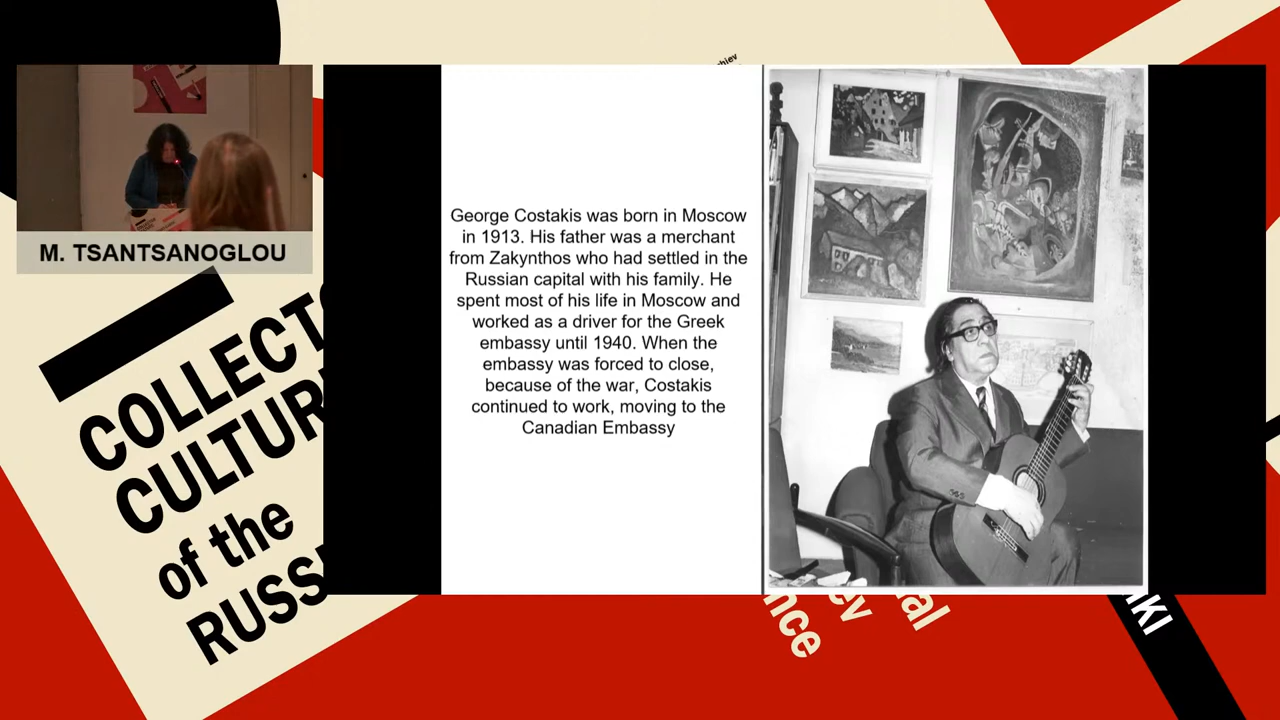 M. TSANTSANOGLOU
George Costakis was born in Moscow
in 1913. His father was a merchant
from Zakynthos who had settled in the
Russian capital with his family. He
spent most of his life in Moscow and
worked as a driver for the Greek
embassy until 1940. When the
embassy was forced to close,
because of the war, Costakis
continued to work, moving to the
Canadian Embassy
COLLECT
CULTUR
of the
RUSS